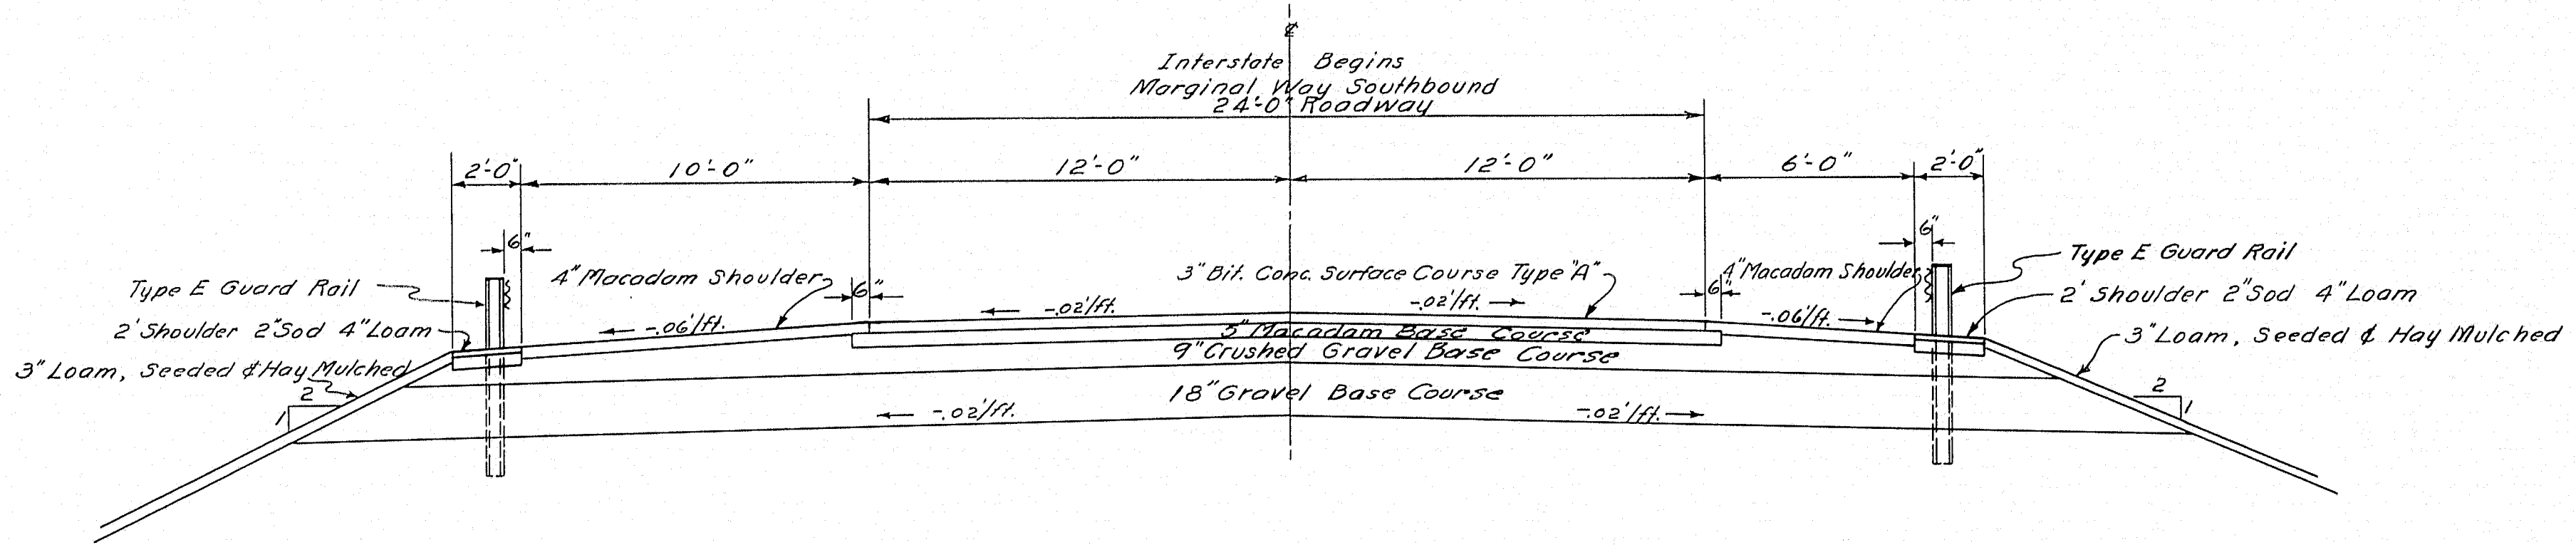 ℄
Interstate Begins
Marginal Way Southbound
24'-0" Roadway
2'-0" 10'-0" 12'-0" 12'-0" 6'-0" 2'-0"
6" 6"
Type E Guard Rail 4" Macadam Shoulder 6" 3" Bit. Conc. Surface Course Type "A" 6" 4" Macadam Shoulder Type E Guard Rail
2' Shoulder 2" Sod 4" Loam -.06'/ft. -.02'/ft. -.02'/ft. -.06'/ft. 2' Shoulder 2" Sod 4" Loam
5" Macadam Base Course
3" Loam, Seeded & Hay Mulched 9" Crushed Gravel Base Course 3" Loam, Seeded & Hay Mulched
2 1 18" Gravel Base Course 2 1
-.02'/ft. -.02'/ft.